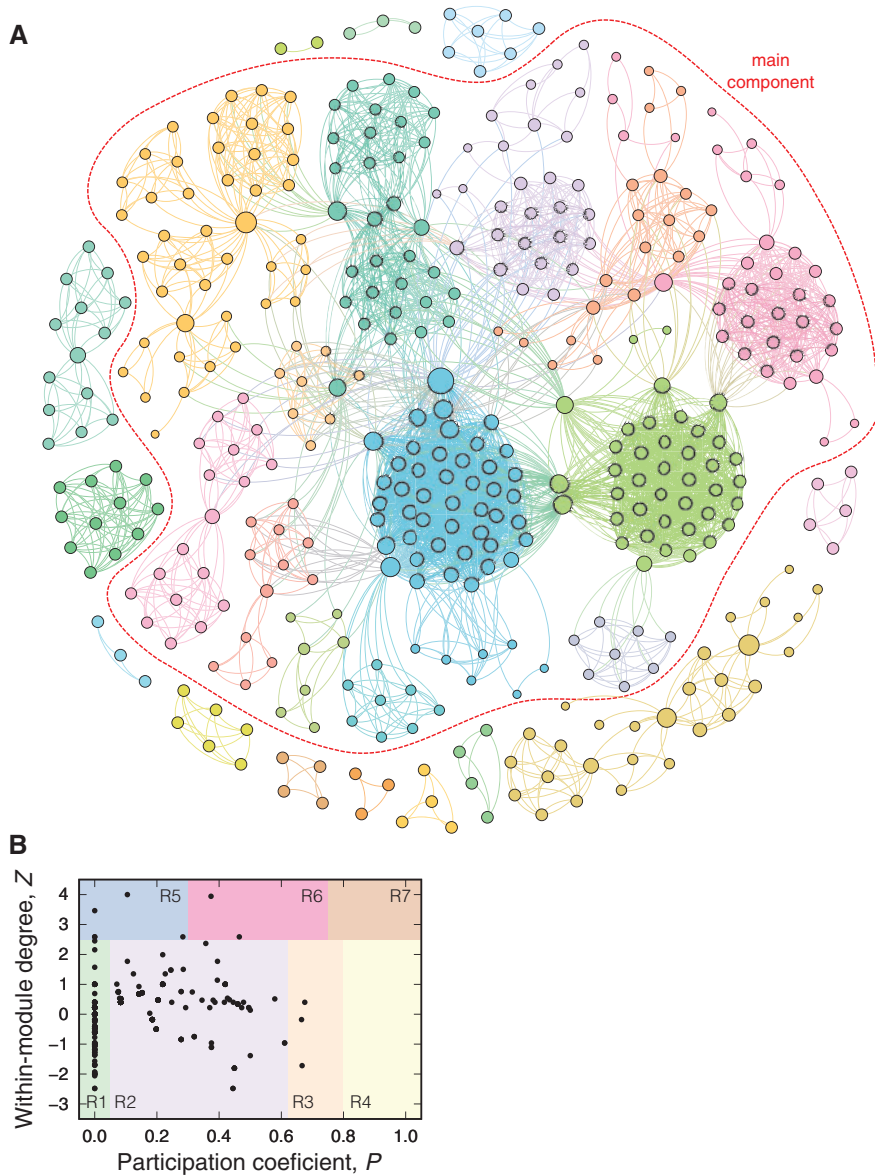 A
main
component
B
Within-module degree, Z
4
3
2
1
0
−1
−2
−3
R5
R6
R7
R1
R2
R3
R4
0.0
0.2
0.4
0.6
0.8
1.0
Participation coeficient, P